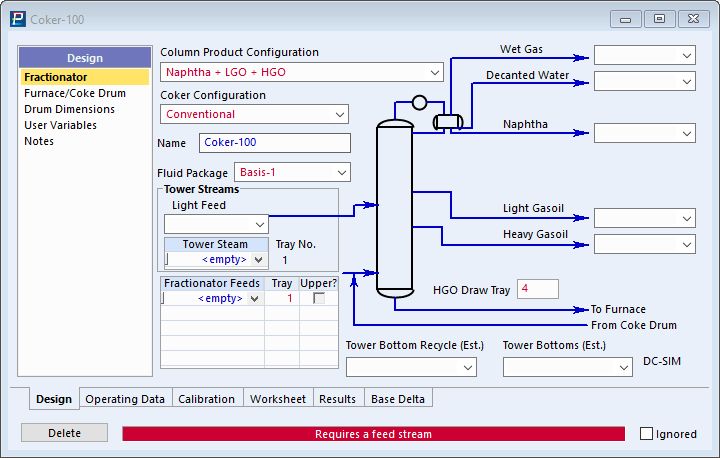 Coker-100
Design
Fractionator
Furnace/Coke Drum
Drum Dimensions
User Variables
Notes
Column Product Configuration
Naphtha + LGO + HGO
Coker Configuration
Conventional
Name Coker-100
Fluid Package Basis-1
Tower Streams
Light Feed
Tower Steam Tray No.
<empty> 1
Fractionator Feeds Tray Upper?
<empty> 1
Wet Gas
Decanted Water
Naphtha
Light Gasoil
Heavy Gasoil
HGO Draw Tray 4
To Furnace
From Coke Drum
Tower Bottom Recycle (Est.) Tower Bottoms (Est.)
DC-SIM
Design Operating Data Calibration Worksheet Results Base Delta
Delete Requires a feed stream Ignored